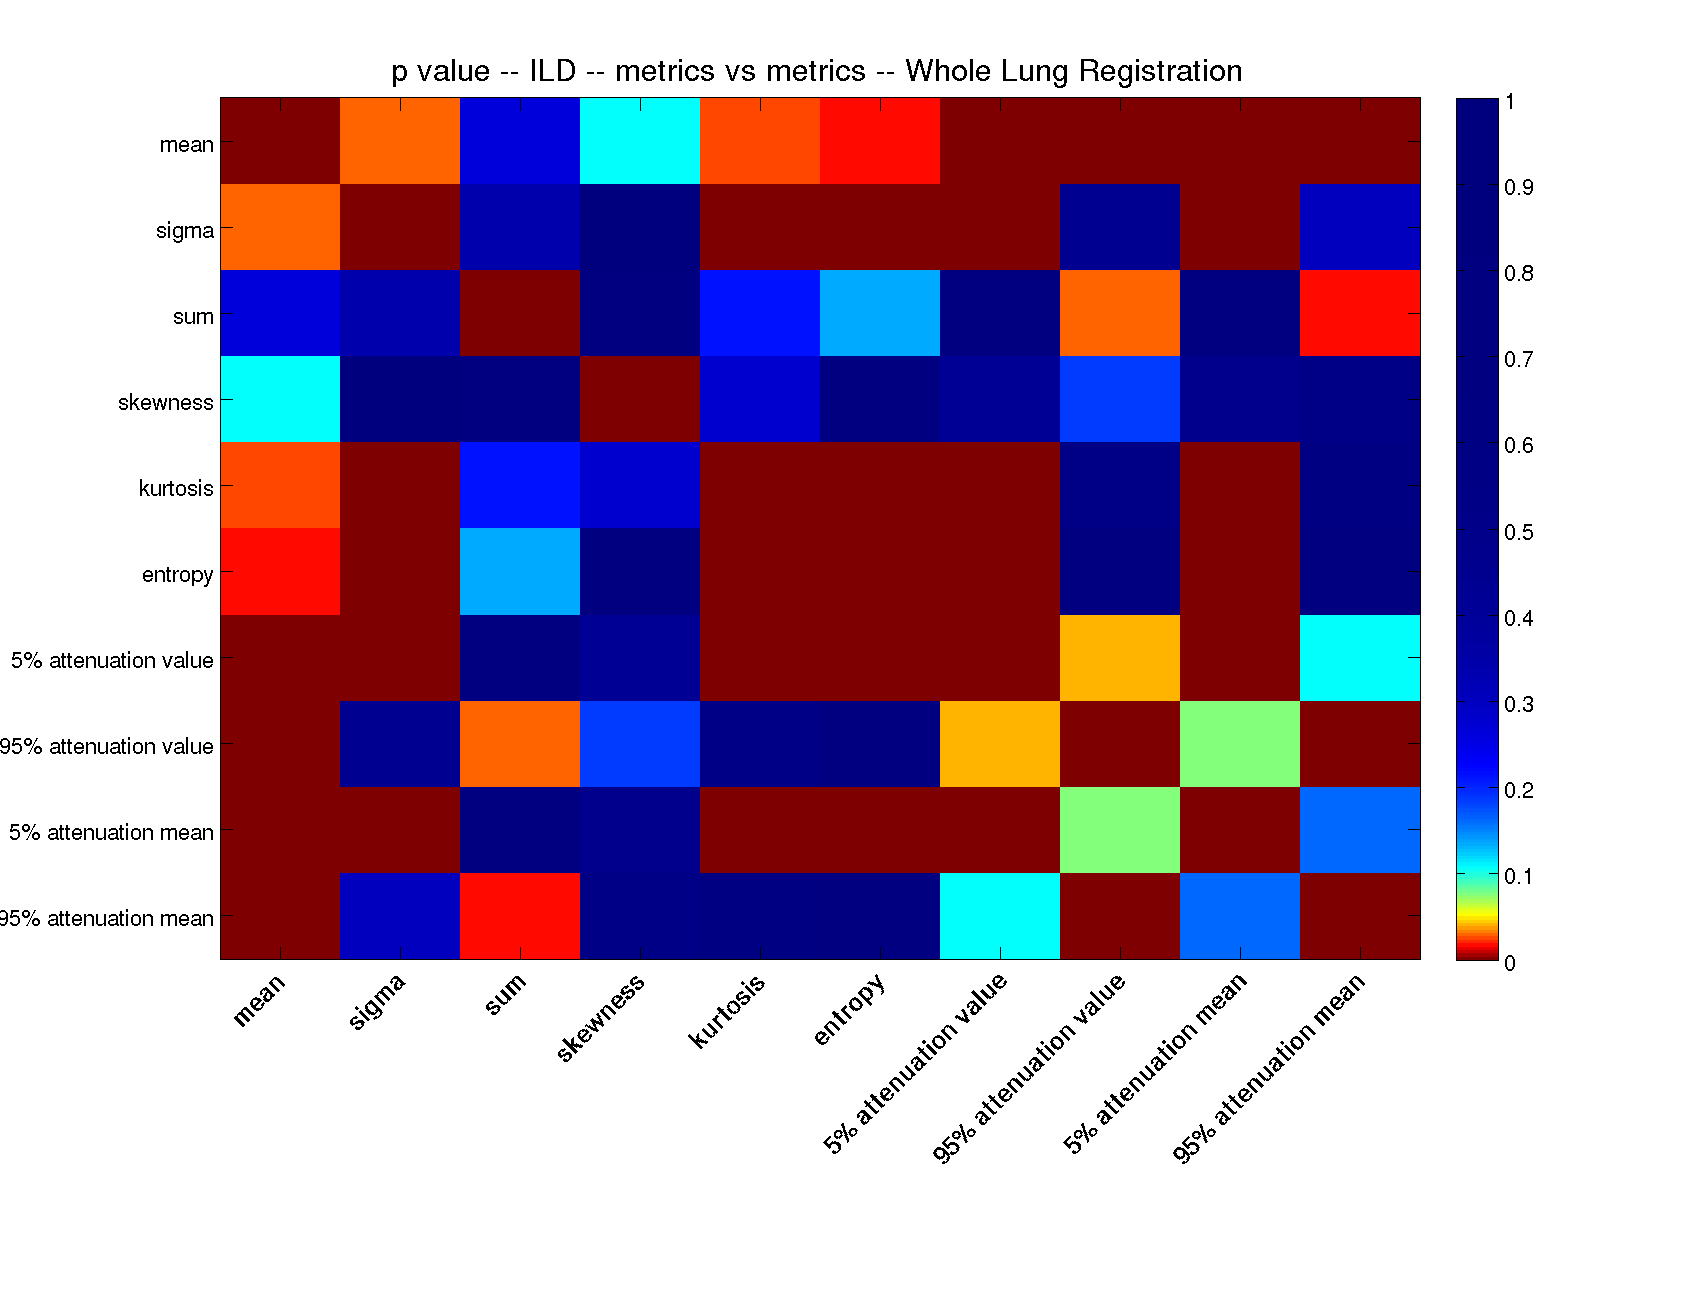 p value -- ILD -- metrics vs metrics -- Whole Lung Registration
mean
sigma
sum
skewness
kurtosis
entropy
5% attenuation value
95% attenuation value
5% attenuation mean
95% attenuation mean
1
0.9
0.8
0.7
0.6
0.5
0.4
0.3
0.2
0.1
0
mean
sigma
sum
skewness
kurtosis
entropy
5% attenuation value
95% attenuation value
5% attenuation mean
95% attenuation mean